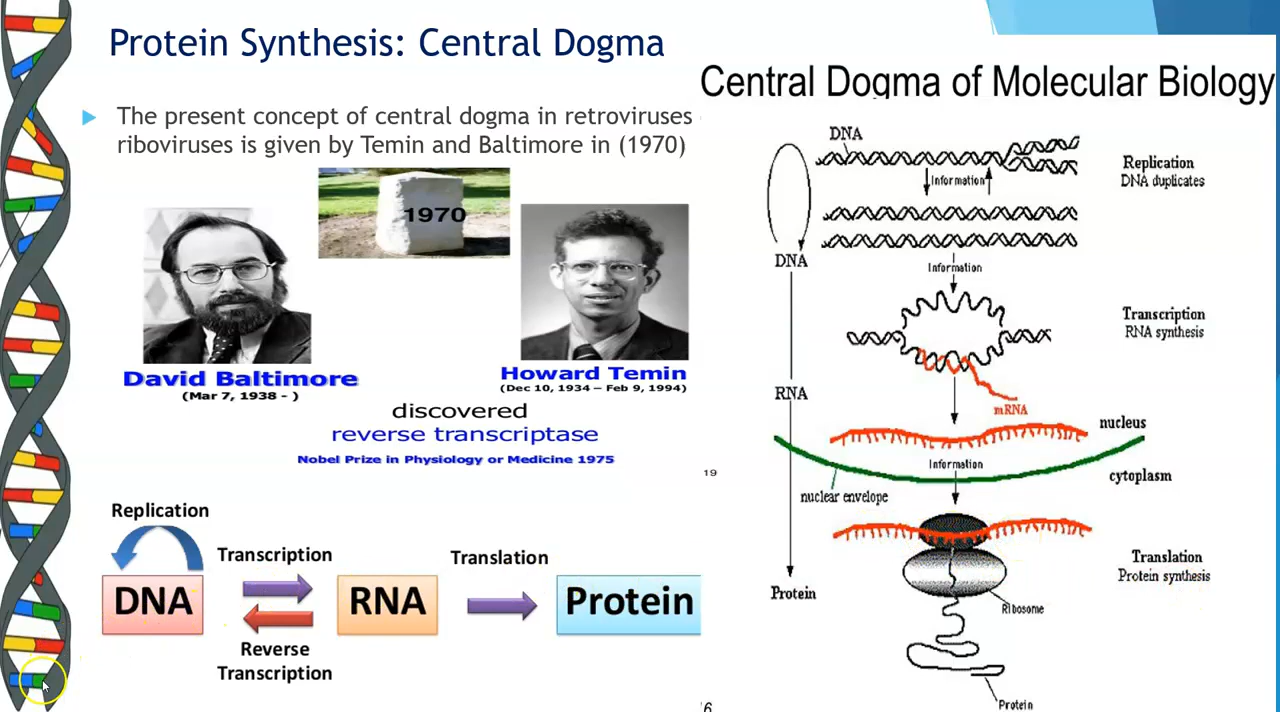 Protein Synthesis: Central Dogma
The present concept of central dogma in retroviruses
riboviruses is given by Temin and Baltimore in (1970)
1970
David Baltimore
(Mar 7, 1938 - )
Howard Temin
(Dec 10, 1934 – Feb 9, 1994)
discovered
reverse transcriptase
Nobel Prize in Physiology or Medicine 1975
19
Replication
Transcription
Translation
DNA
RNA
Protein
Reverse
Transcription
Central Dogma of Molecular Biology
DNA
Replication
DNA duplicates
Information
DNA
Information
Transcription
RNA synthesis
RNA
mRNA
nucleus
Information
cytoplasm
nuclear envelope
Translation
Protein synthesis
Protein
Ribosome
Protein